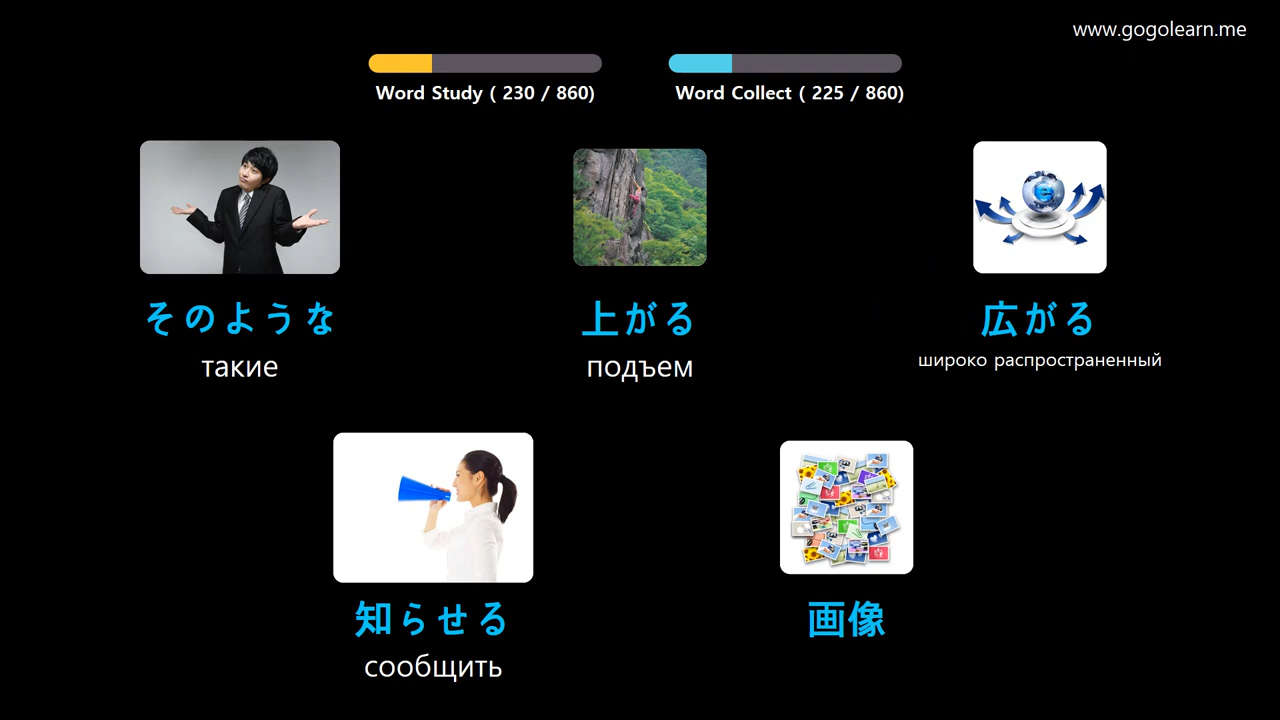 www.gogolearn.me
Word Study ( 230 / 860)
Word Collect ( 225 / 860)
そのような
такие
上がる
подъем
広がる
широко распространенный
知らせる
сообщить
画像